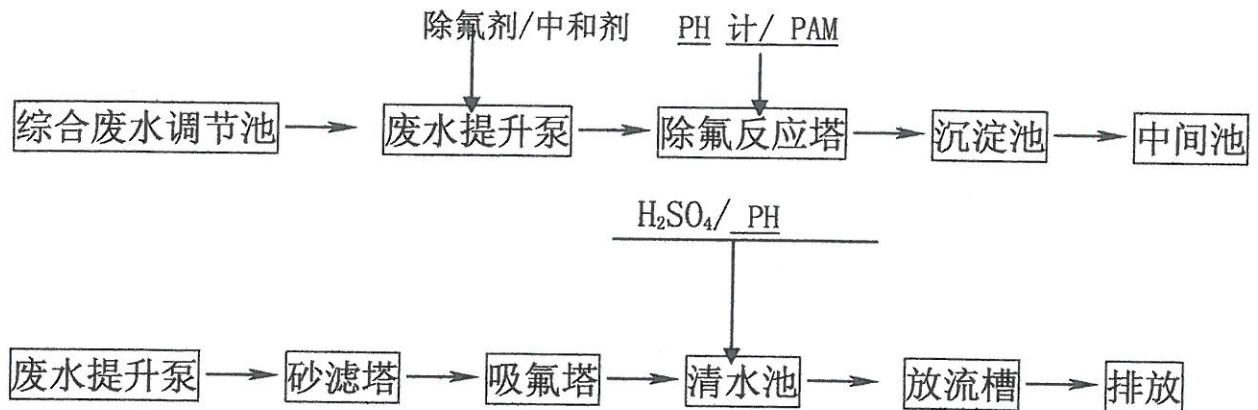 除氟剂/中和剂 PH 计/ PAM
综合废水调节池 废水提升泵 除氟反应塔 沉淀池 中间池
H₂SO₄/ PH
废水提升泵 砂滤塔 吸氟塔 清水池 放流槽 排放